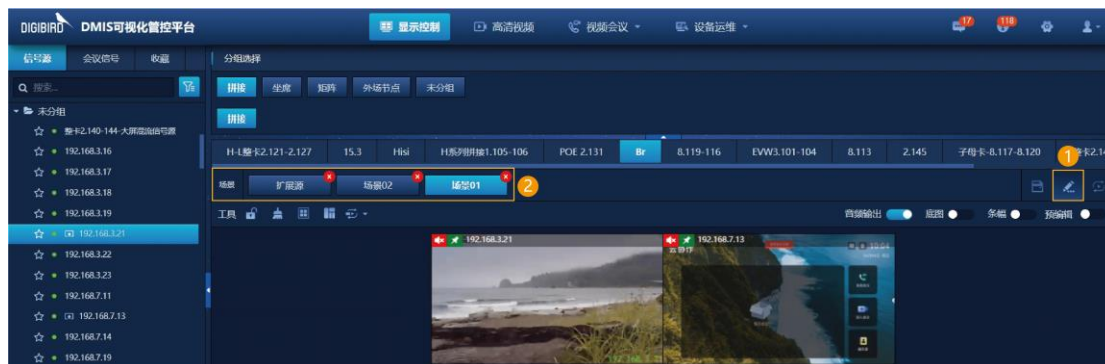 DIGIBIRD DMIS可视化管控平台 显示控制 高清视频 视频会议 设备运维 17 118
信号源 会议信号 收藏 分组选择
搜索... 拼接 坐席 矩阵 外场节点 未分组
未分组
拼接
整卡2.140-144-大屏混流信号源
192.168.3.16 H-L整卡2.121-2.127 15.3 Hisi H系列拼接1.105-106 POE 2.131 Br 8.119-116 EVW3.101-104 8.113 2.145 子母卡-8.117-8.120
192.168.3.17
192.168.3.18 场景 扩展源 场景02 场景01 2 1
192.168.3.19 工具 音频输出 底图 条幅 预编辑
192.168.3.21 192.168.3.21 192.168.7.13
192.168.3.22
192.168.3.23
192.168.7.11
192.168.7.13
192.168.7.14
192.168.7.19